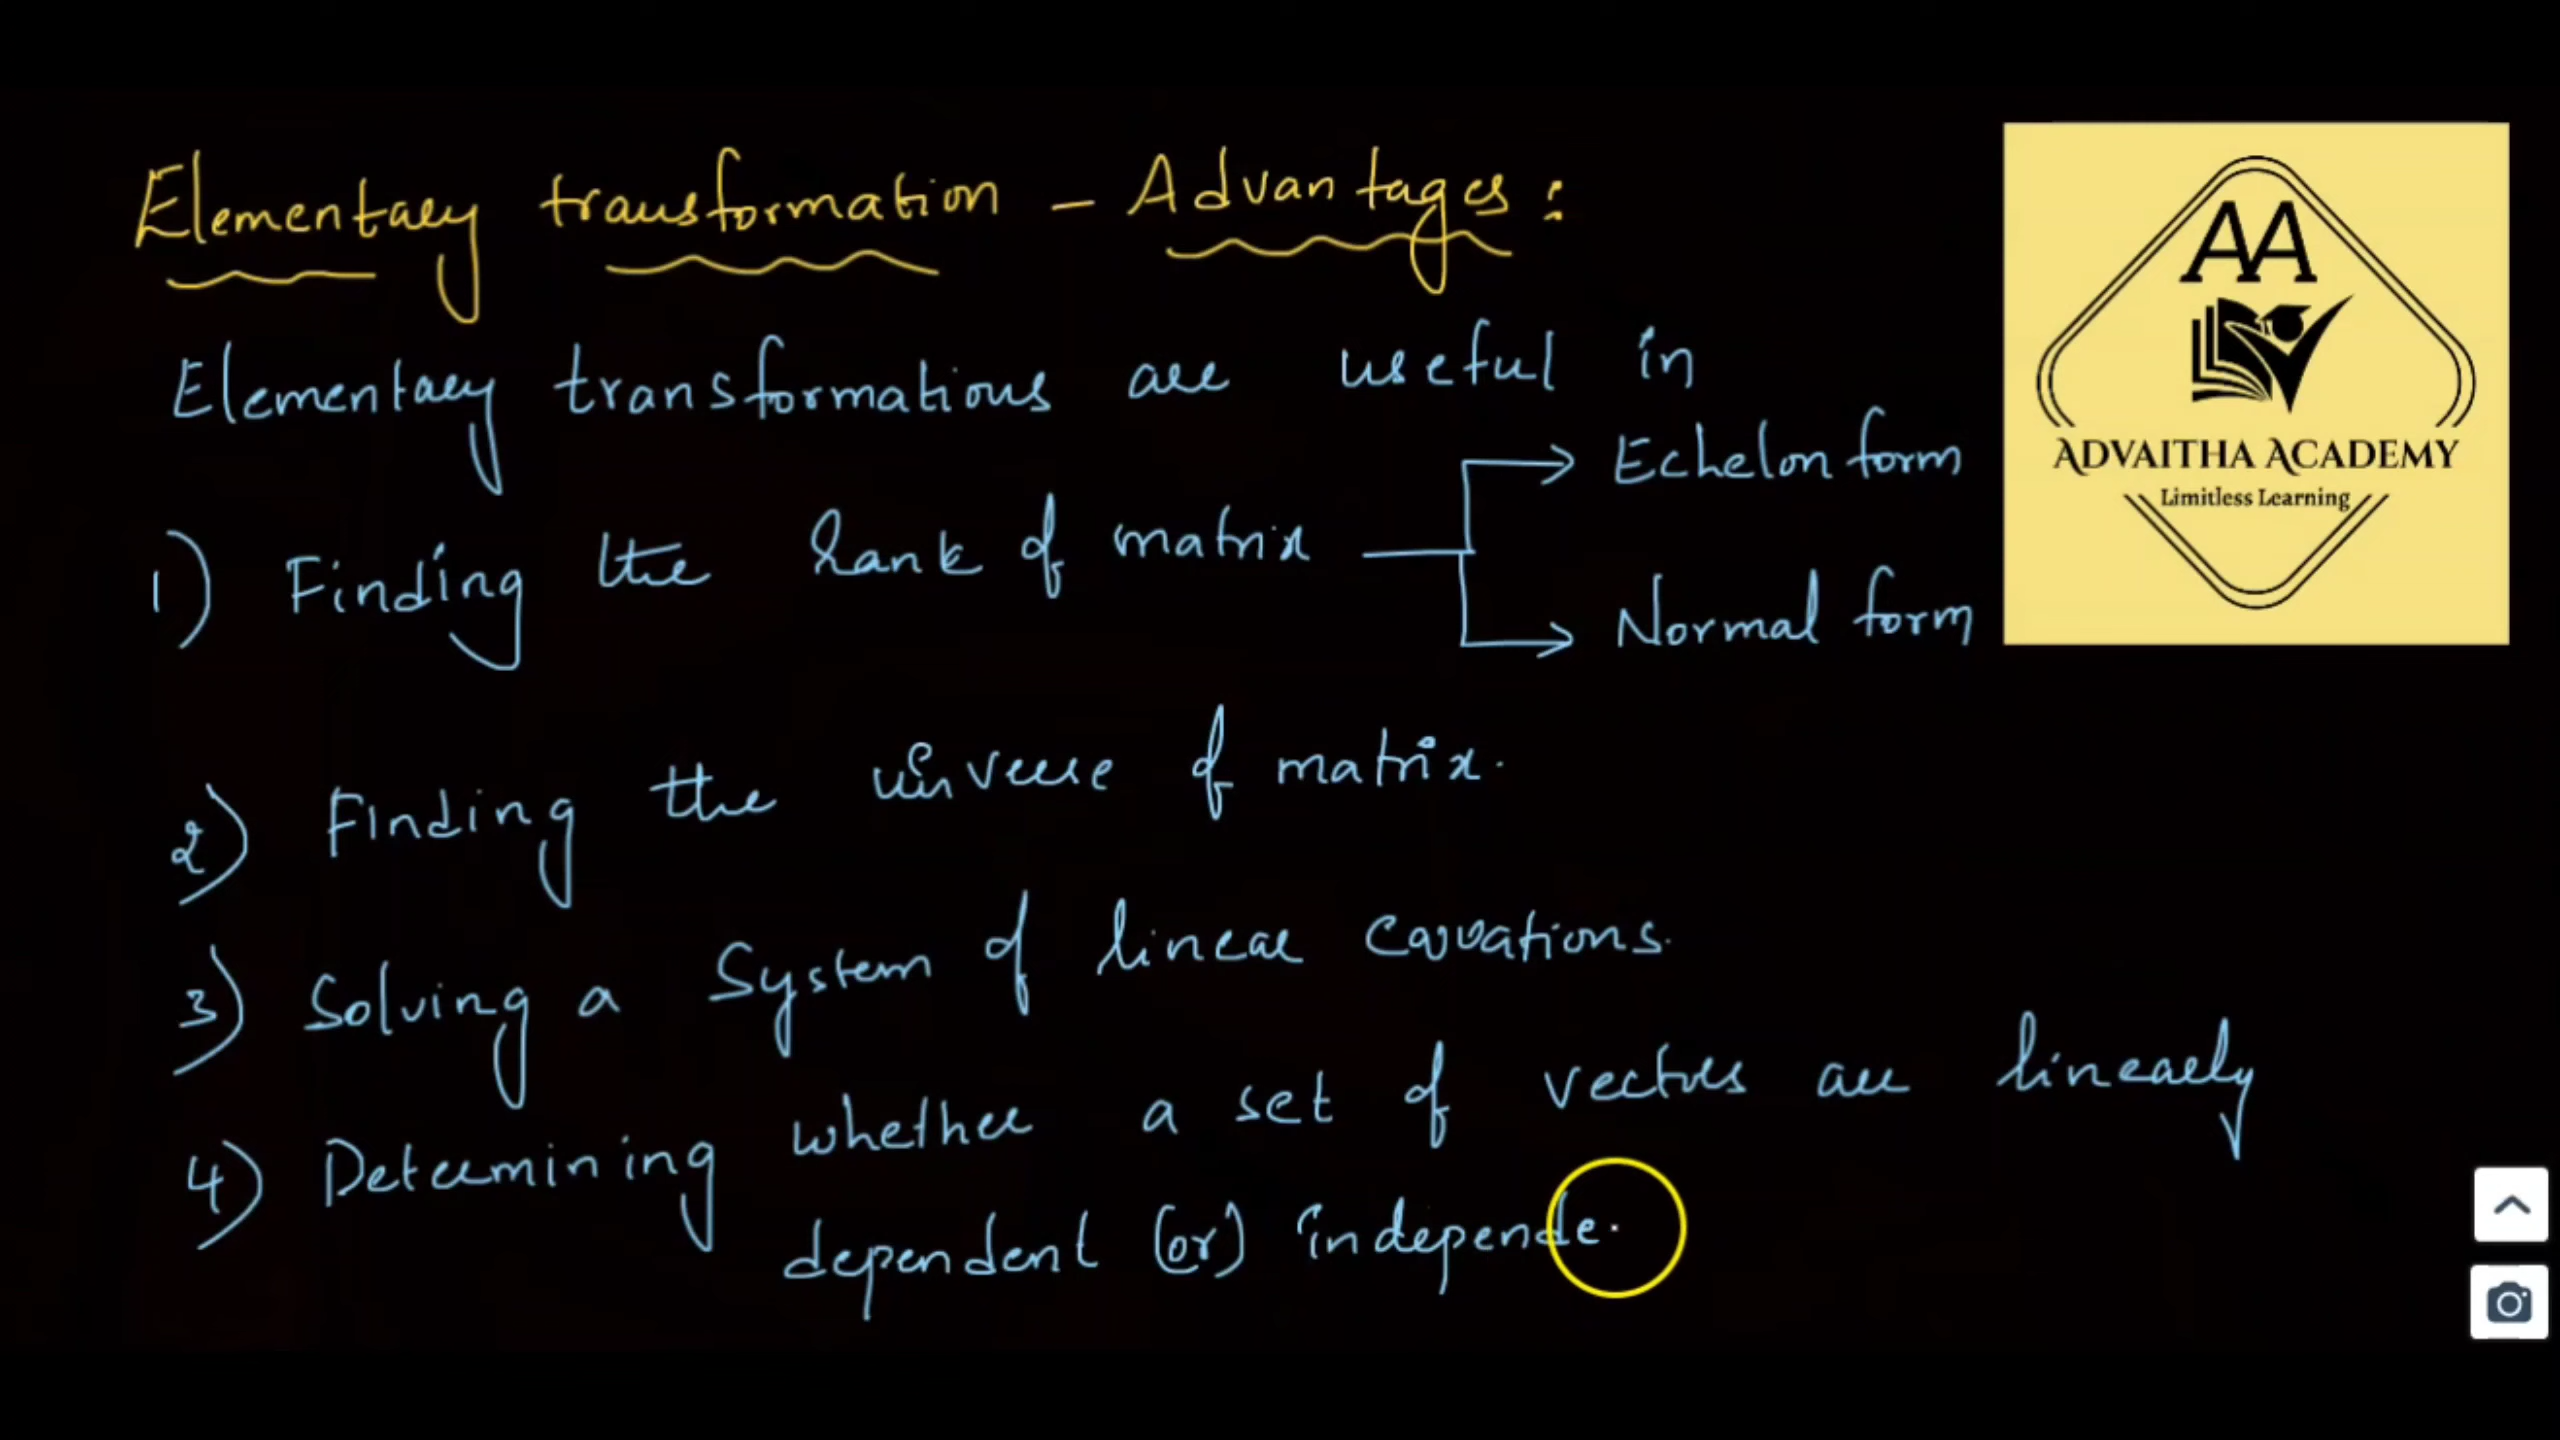 Elementary transformation - Advantages :
Elementary transformations are useful in
1) Finding the rank of matrix
Echelon form
Normal form
2) Finding the inverse of matrix.
3) Solving a system of linear equations.
4) Determining whether a set of vectors are linearly
dependent (or) independe
AA
ADVAITHA ACADEMY
Limitless Learning